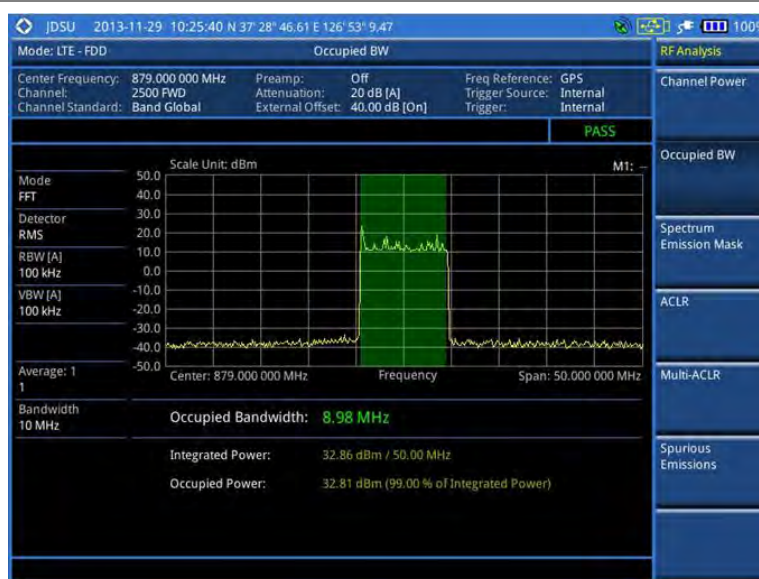 JDSU 2013-11-29 10:25:40 N 37° 28" 46.61 E 126° 53" 9.47 100%
Mode: LTE - FDD Occupied BW RF Analysis
Center Frequency: 879.000 000 MHz Preamp: Off Freq Reference: GPS
Channel: 2500 FWD Attenuation: 20 dB [A] Trigger Source: Internal
Channel Standard: Band Global External Offset: 40.00 dB [On] Trigger: Internal
PASS
Scale Unit: dBm M1: --
50.0
40.0
30.0
20.0
10.0
0.0
-10.0
-20.0
-30.0
-40.0
-50.0
Mode
FFT
Detector
RMS
RBW [A]
100 kHz
VBW [A]
100 kHz
Average: 1
1
Bandwidth
10 MHz
Center: 879.000 000 MHz Frequency Span: 50.000 000 MHz
Occupied Bandwidth: 8.98 MHz
Integrated Power: 32.86 dBm / 50.00 MHz
Occupied Power: 32.81 dBm (99.00 % of Integrated Power)
Channel Power
Occupied BW
Spectrum
Emission Mask
ACLR
Multi-ACLR
Spurious
Emissions